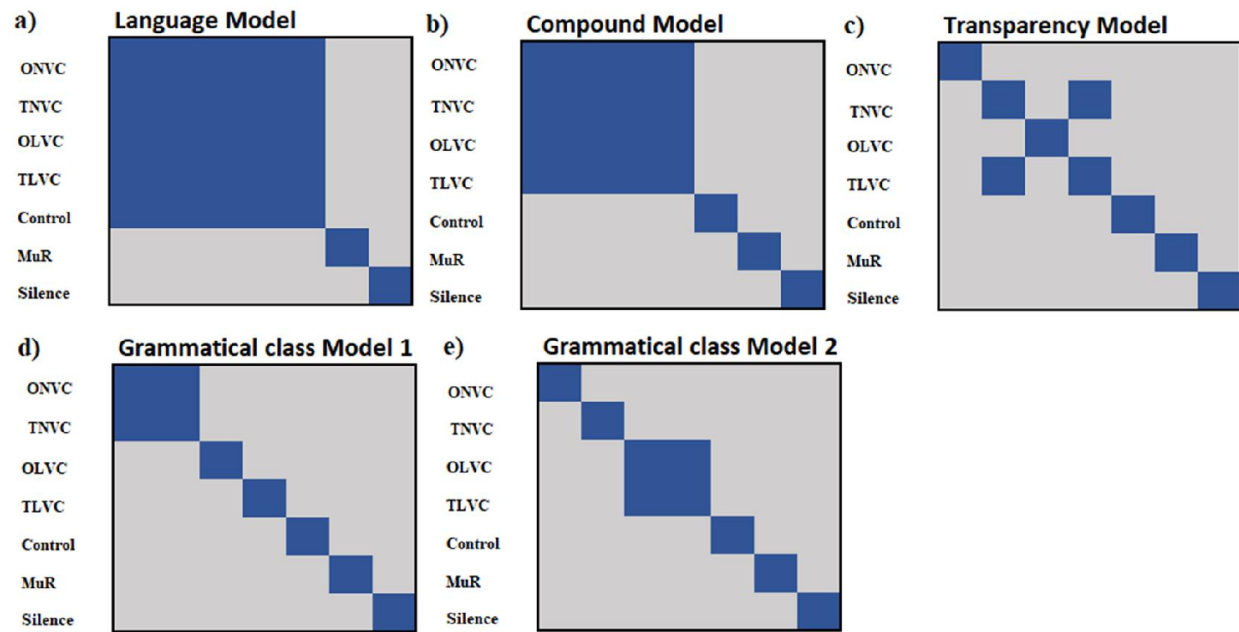 a) Language Model
ONVC
TNVC
OLVC
TLVC
Control
MuR
Silence
b) Compound Model
ONVC
TNVC
OLVC
TLVC
Control
MuR
Silence
c) Transparency Model
ONVC
TNVC
OLVC
TLVC
Control
MuR
Silence
d) Grammatical class Model 1
ONVC
TNVC
OLVC
TLVC
Control
MuR
Silence
e) Grammatical class Model 2
ONVC
TNVC
OLVC
TLVC
Control
MuR
Silence